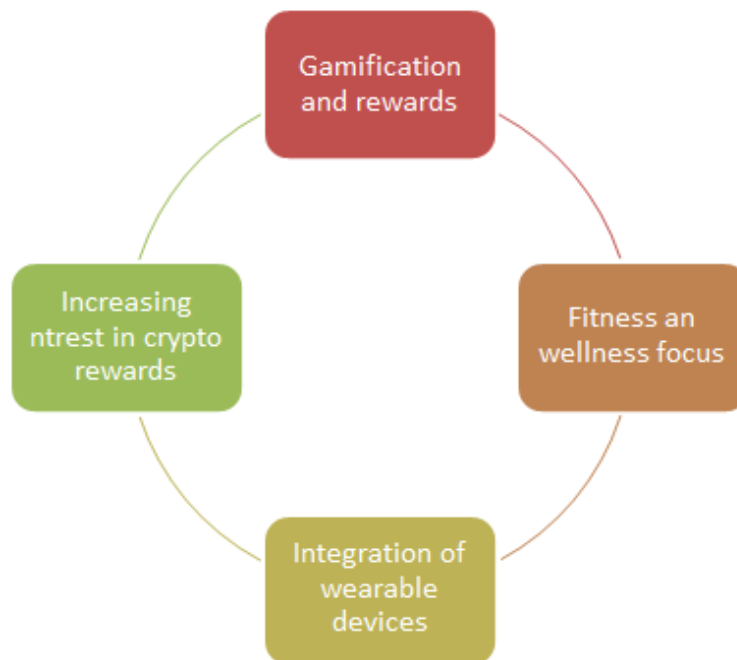 Gamification
and rewards
Increasing
ntrest in crypto
rewards
Fitness an
wellness focus
Integration of
wearable
devices